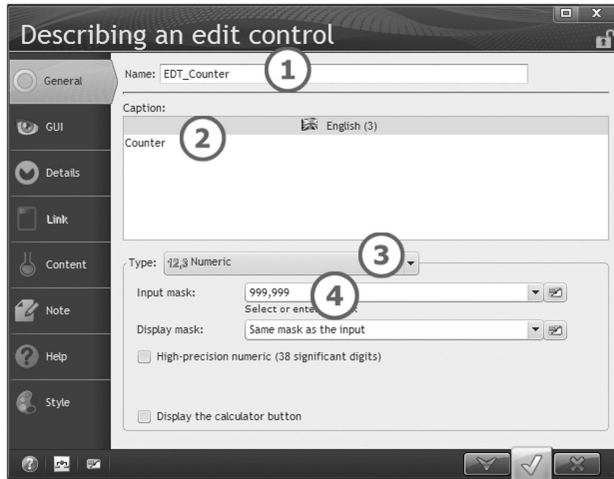 Describing an edit control
General
GUI
Details
Link
Content
Note
Help
Style
Name: EDT_Counter
1
Caption:
English (3)
2
Counter
Type: 12,3 Numeric
3
Input mask: 999,999
4
Select or ente
Display mask: Same mask as the input
High-precision numeric (38 significant digits)
Display the calculator button